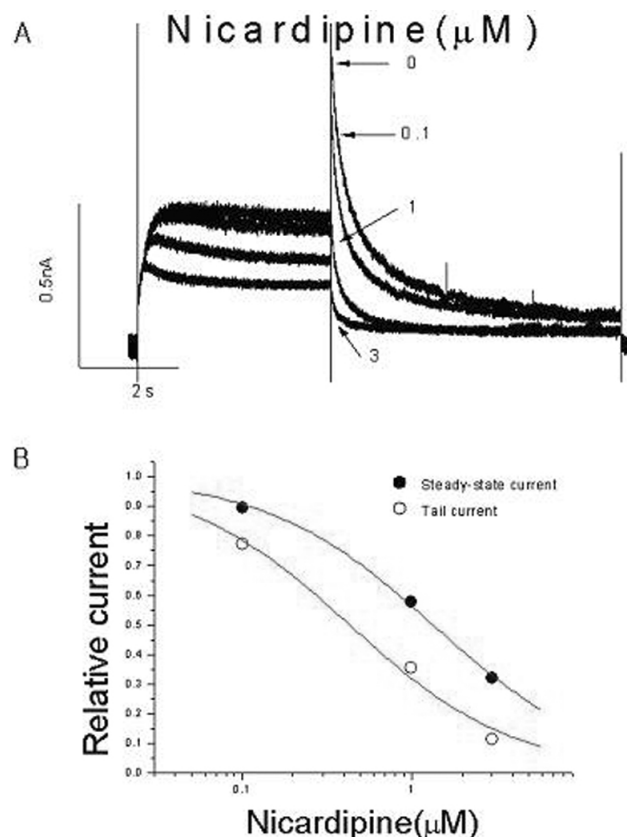 A
Nicardipine(μM)
0
0.1
1
3
0.5nA
2 s
B
1.0
0.9
0.8
0.7
0.6
0.5
0.4
0.3
0.2
0.1
0.0
Relative current
Steady-state current
Tail current
0.1
1
Nicardipine(μM)